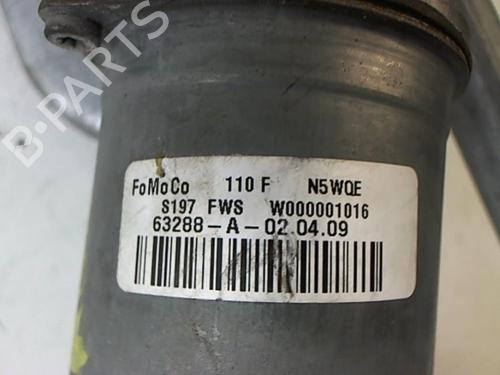 B-PARTS
FoMoCo 110 F N5WQE
S197 FWS W000001016
63288-A-02.04.09